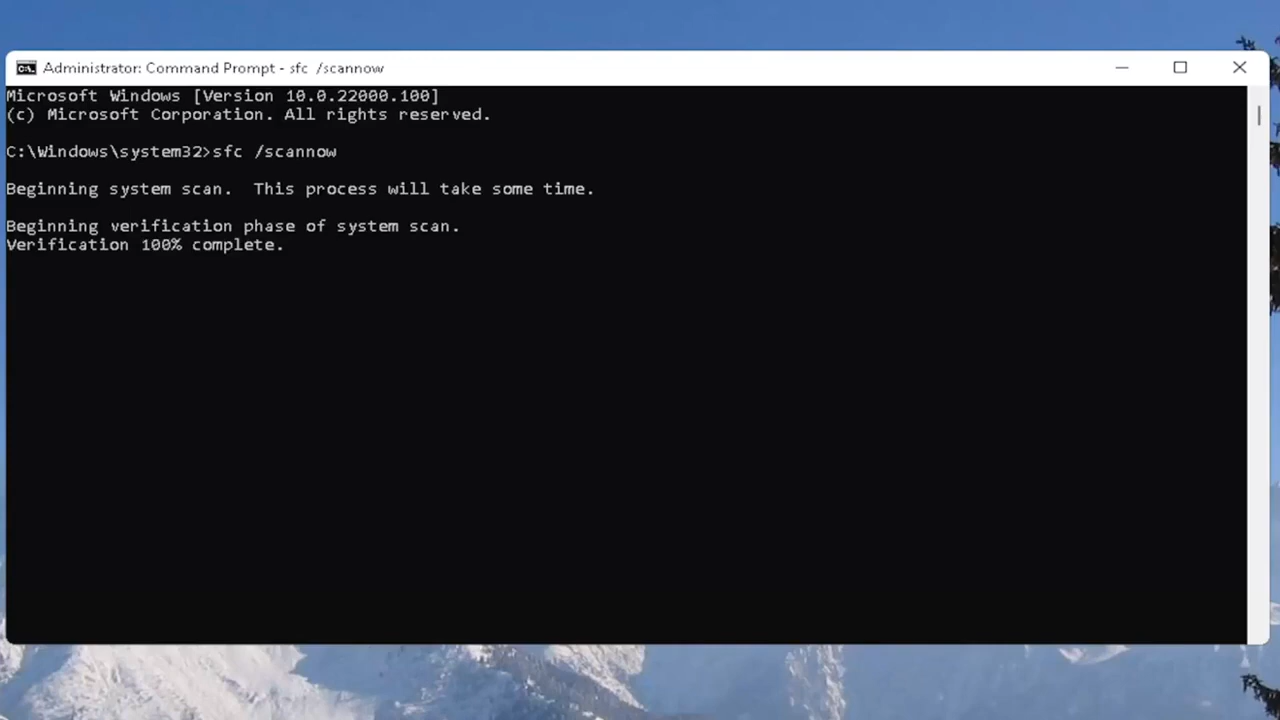 Administrator: Command Prompt - sfc  /scannow
Microsoft Windows [Version 10.0.22000.100]
(c) Microsoft Corporation. All rights reserved.
C:\Windows\system32>sfc /scannow
Beginning system scan.  This process will take some time.
Beginning verification phase of system scan.
Verification 100% complete.